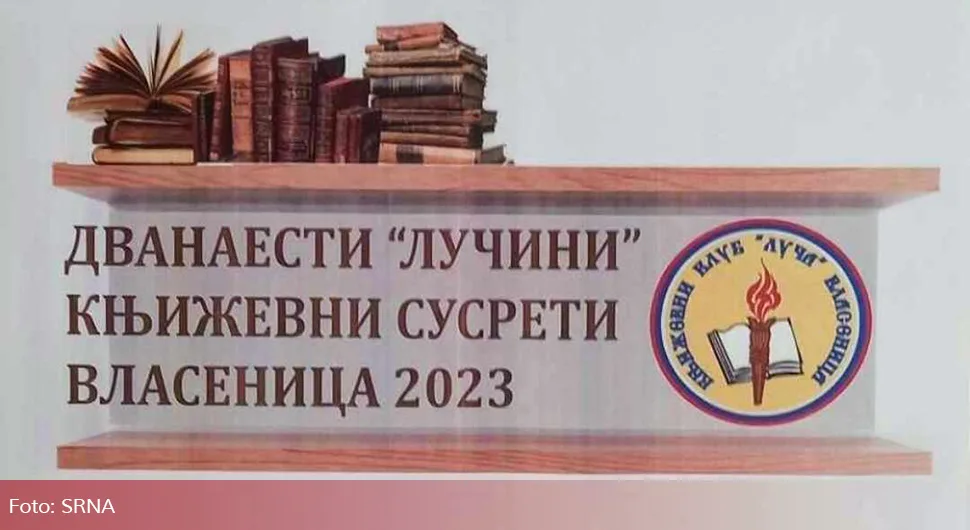 ДВАНАЕСТИ “ЛУЧИНИ”
КЊИЖЕВНИ СУСРЕТИ
ВЛАСЕНИЦА 2023
КЊИЖЕВНИ КЛУБ "ЛУЧА" ВЛАСЕНИЦА
Foto: SRNA